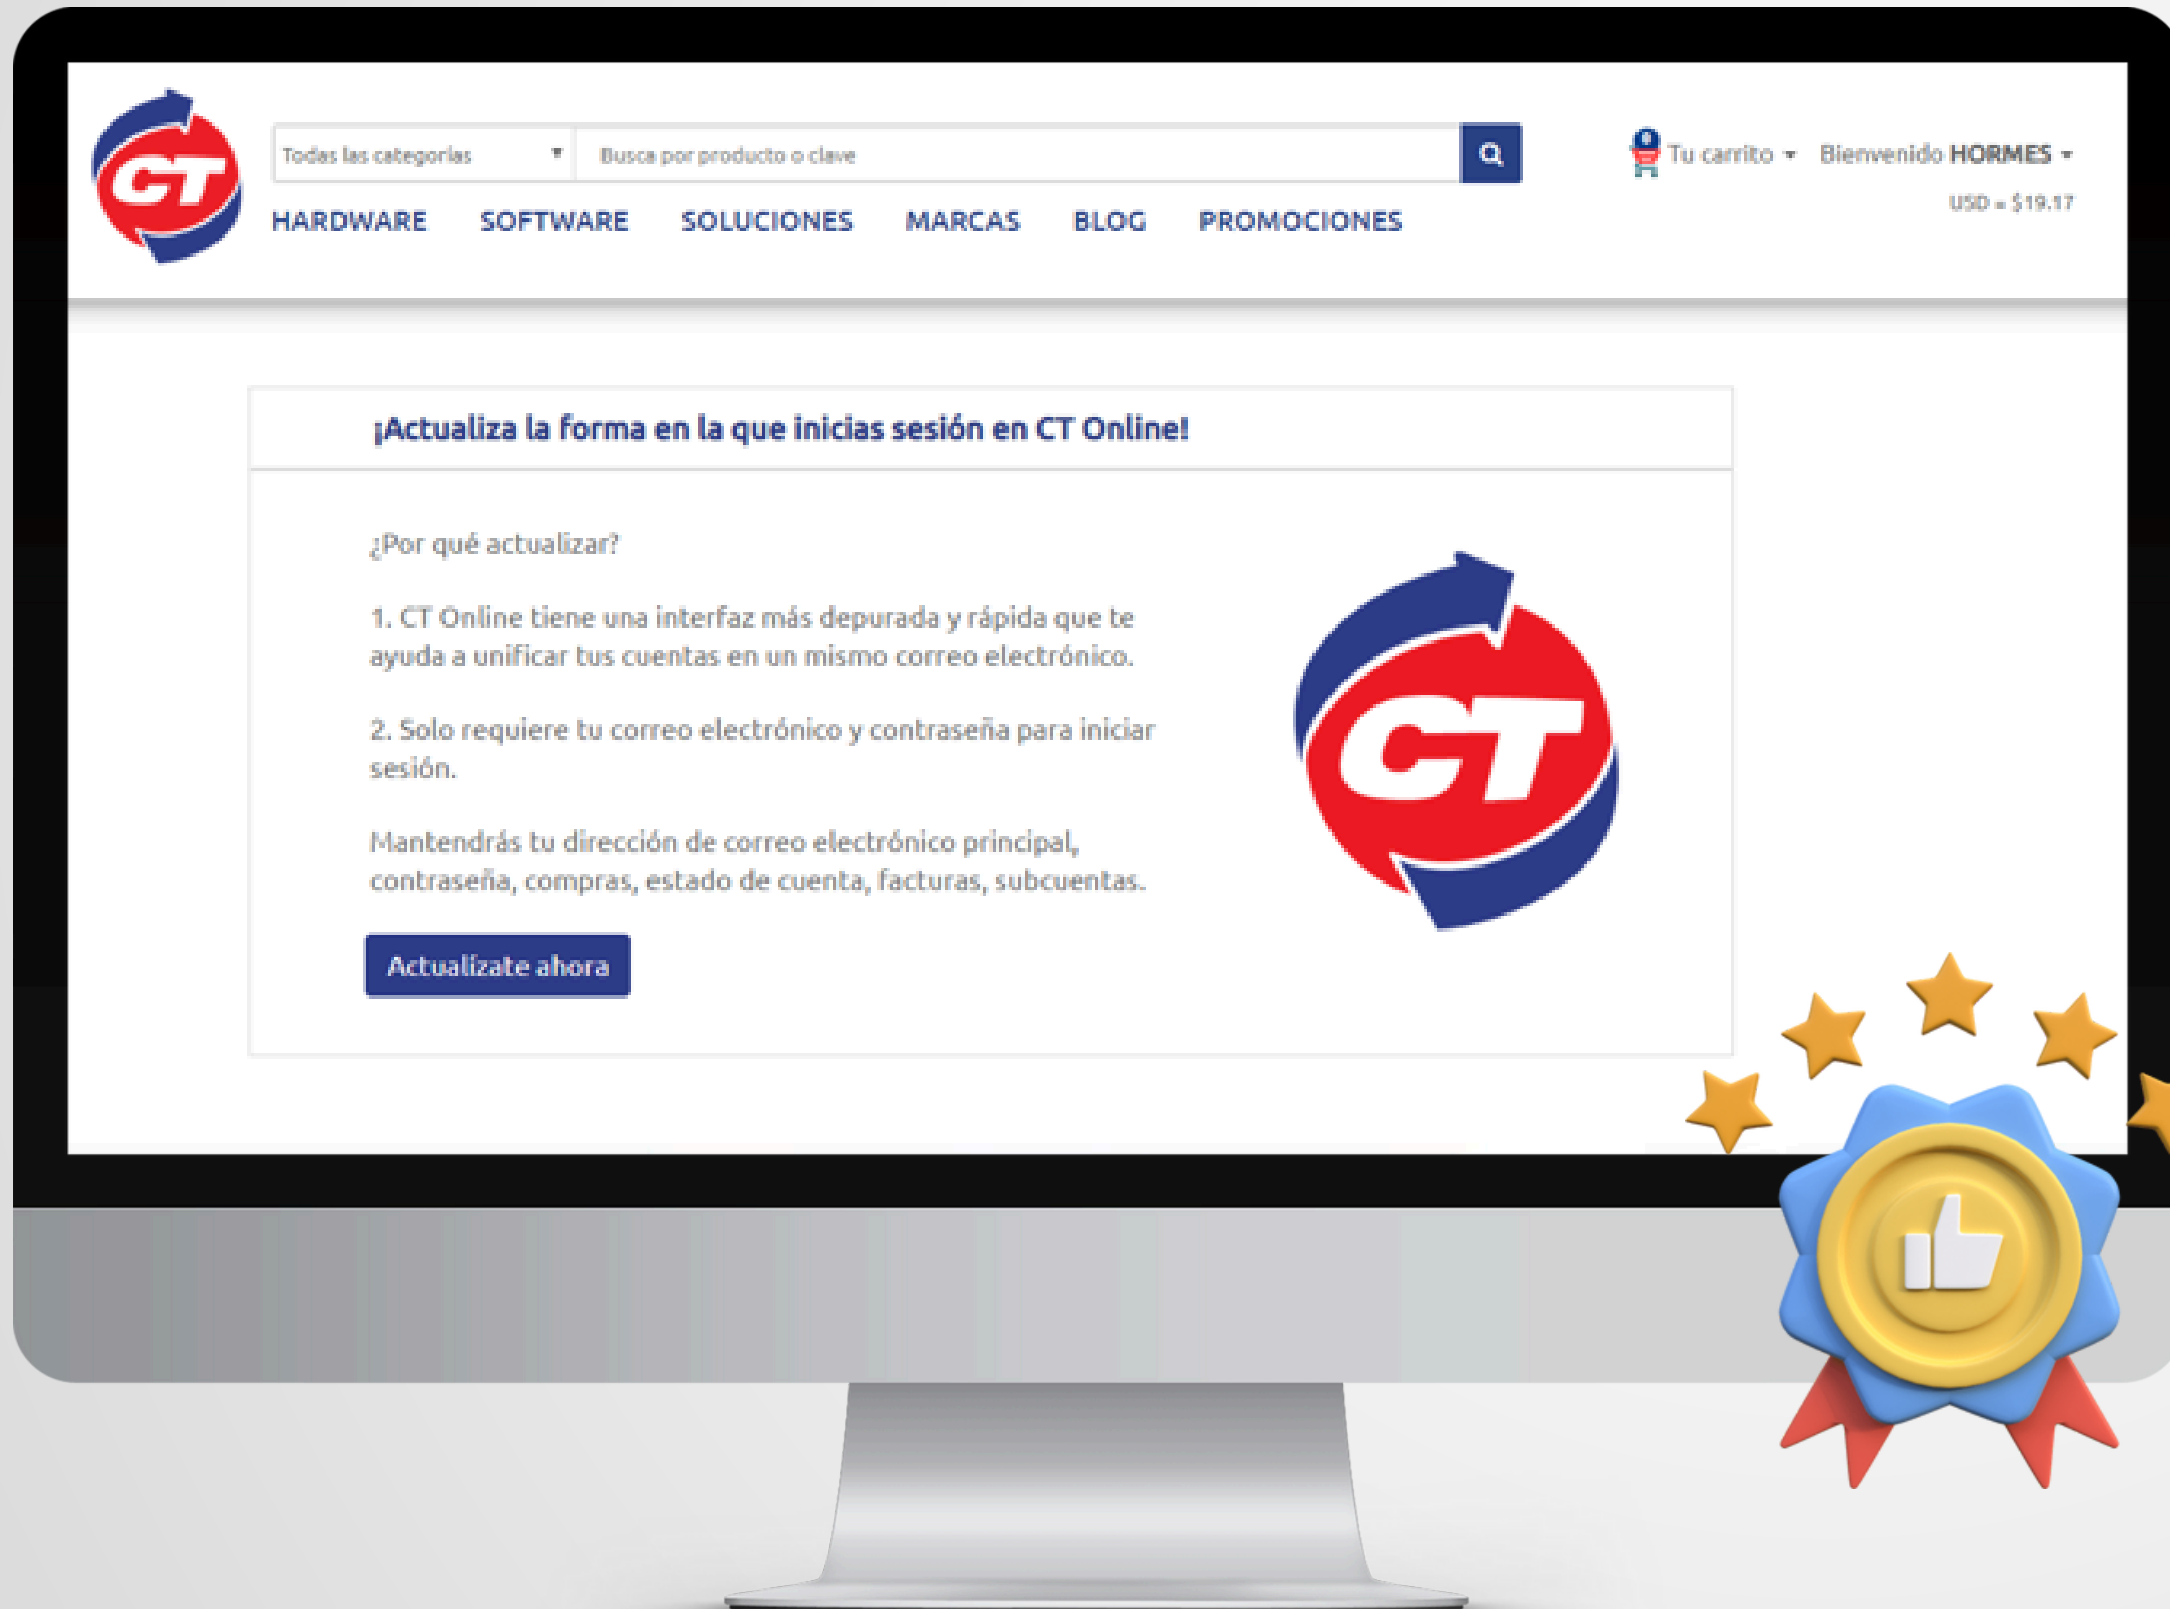 CT
Todas las categorías
Busca por producto o clave
0
Tu carrito
Bienvenido HORMES
USD = $19.17
HARDWARE SOFTWARE SOLUCIONES MARCAS BLOG PROMOCIONES
¡Actualiza la forma en la que inicias sesión en CT Online!
¿Por qué actualizar?
1. CT Online tiene una interfaz más depurada y rápida que te
ayuda a unificar tus cuentas en un mismo correo electrónico.
2. Solo requiere tu correo electrónico y contraseña para iniciar
sesión.
Mantendrás tu dirección de correo electrónico principal,
contraseña, compras, estado de cuenta, facturas, subcuentas.
Actualízate ahora
CT